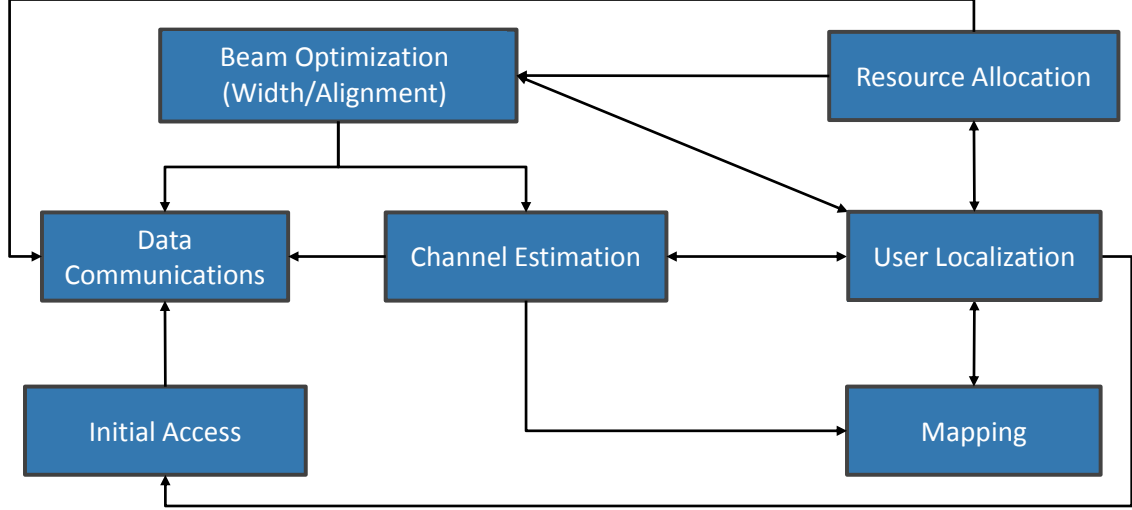 Beam Optimization
(Width/Alignment)
Resource Allocation
Data
Communications
Channel Estimation
User Localization
Initial Access
Mapping